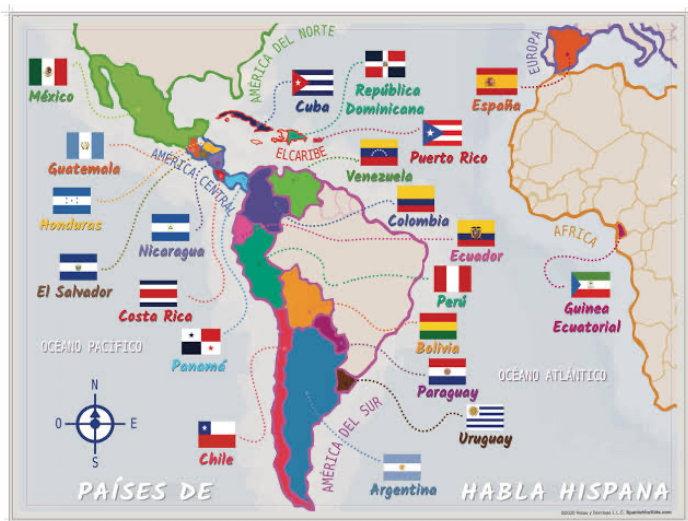 AMÉRICA DEL NORTE
EUROPA
México
Cuba
República
Dominicana
España
Guatemala
AMÉRICA CENTRAL
EL CARIBE
Puerto Rico
Venezuela
Honduras
Colombia
Nicaragua
Ecuador
AFRICA
El Salvador
Costa Rica
Perú
Guinea
Ecuatorial
OCÉANO PACÍFICO
Panamá
Bolivia
OCÉANO ATLÁNTICO
Paraguay
N
O
E
S
Uruguay
Chile
AMÉRICA DEL SUR
Argentina
PAÍSES DE
HABLA HISPANA